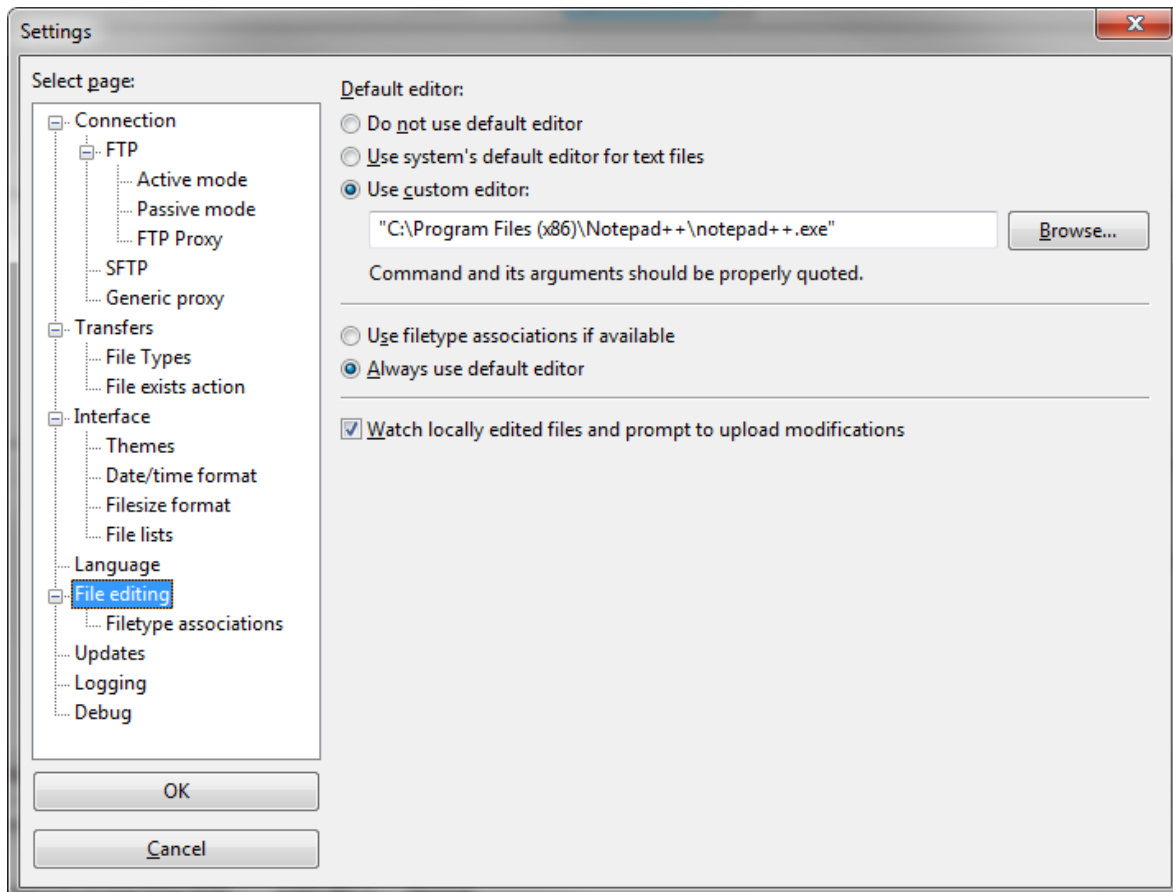 Settings
Select page:
Connection
FTP
Active mode
Passive mode
FTP Proxy
SFTP
Generic proxy
Transfers
File Types
File exists action
Interface
Themes
Date/time format
Filesize format
File lists
Language
File editing
Filetype associations
Updates
Logging
Debug
OK
Cancel
Default editor:
Do not use default editor
Use system's default editor for text files
Use custom editor:
"C:\Program Files (x86)\Notepad++\notepad++.exe"
Browse...
Command and its arguments should be properly quoted.
Use filetype associations if available
Always use default editor
Watch locally edited files and prompt to upload modifications